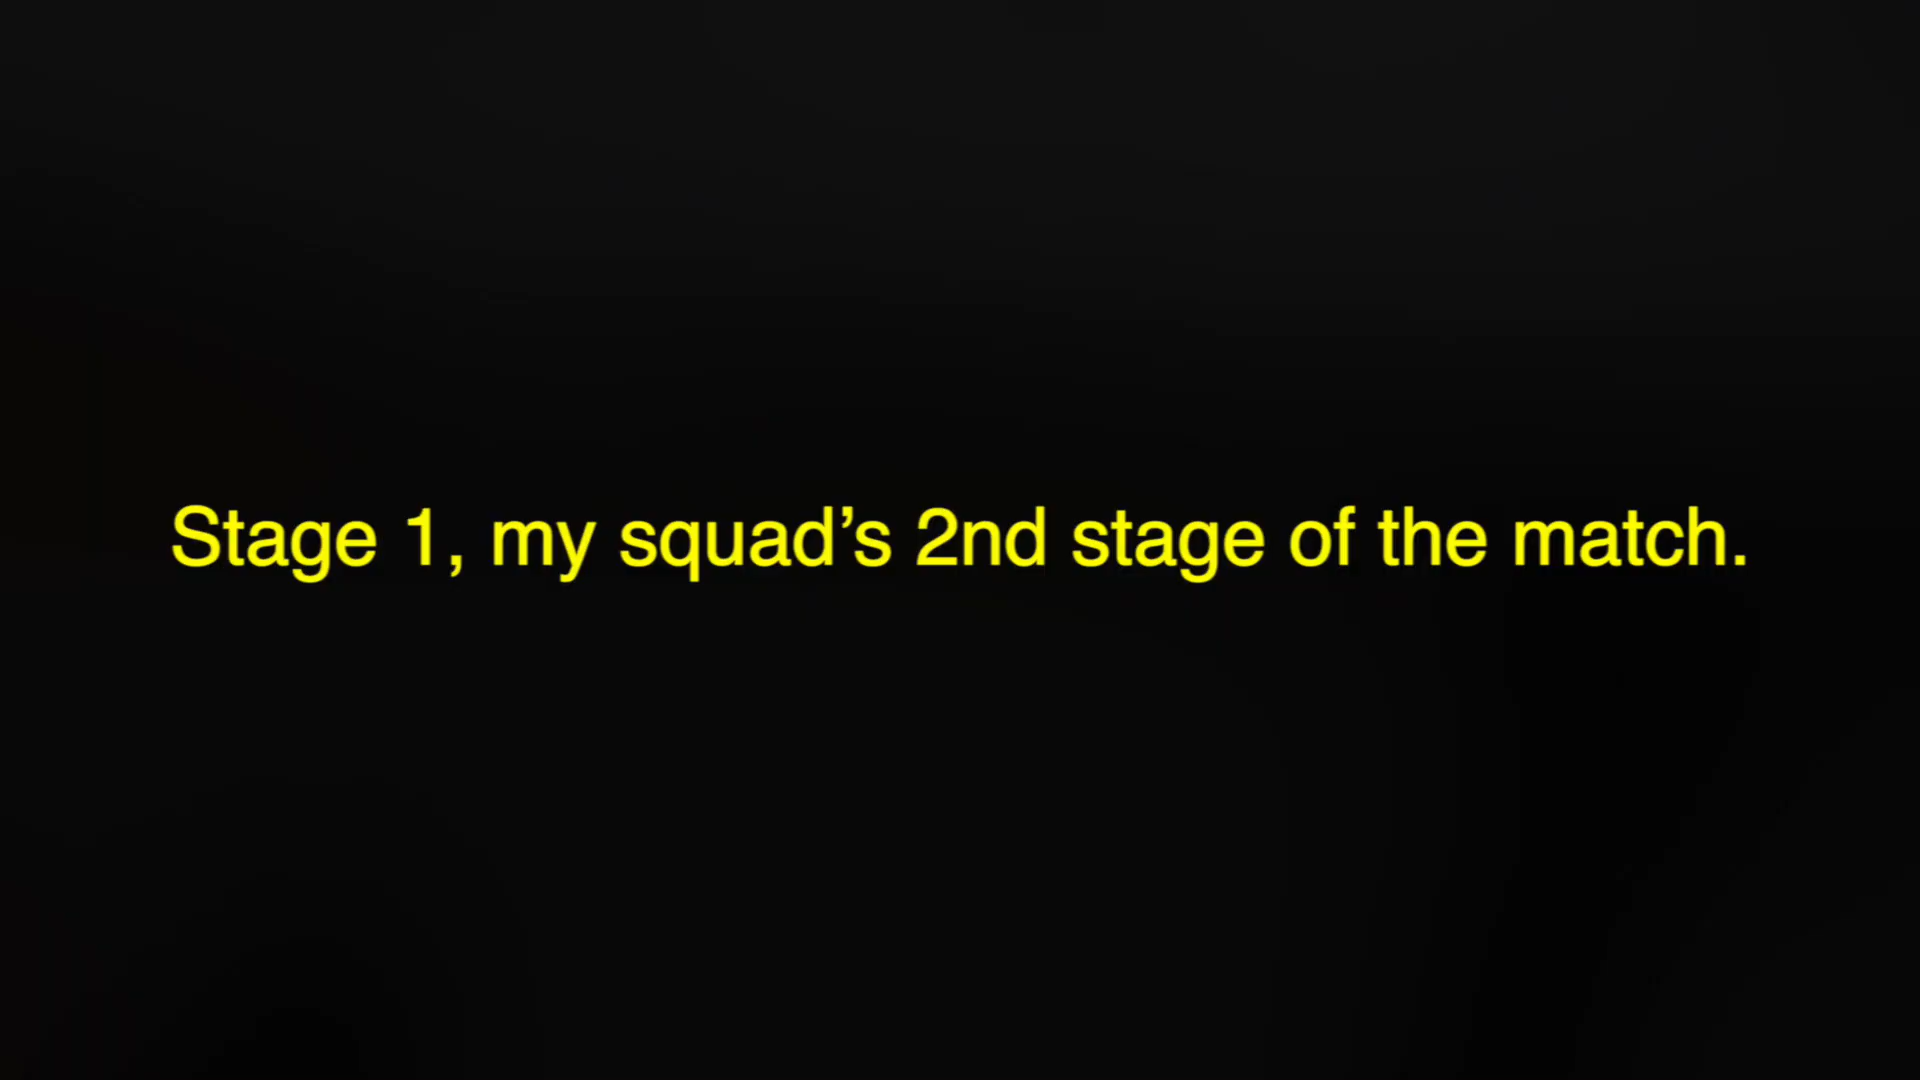 Stage 1, my squad’s 2nd stage of the match.